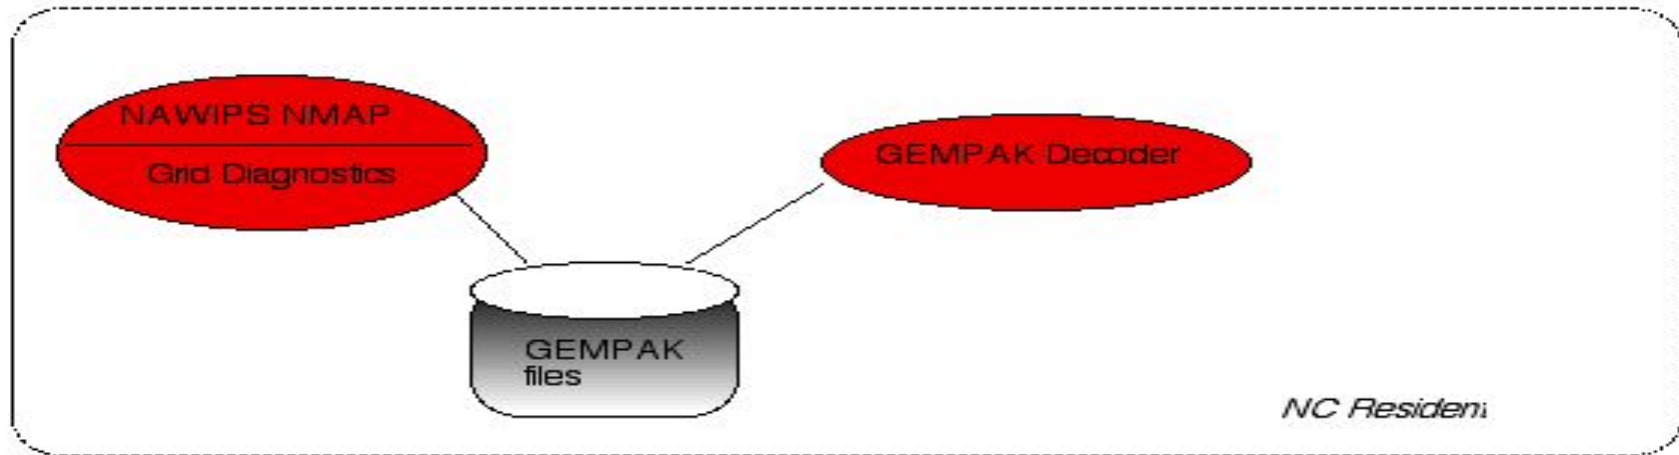 NAWIPS NMAP
Grid Diagnostics
GEMPAK Decoder
GEMPAK
files
NC Resident